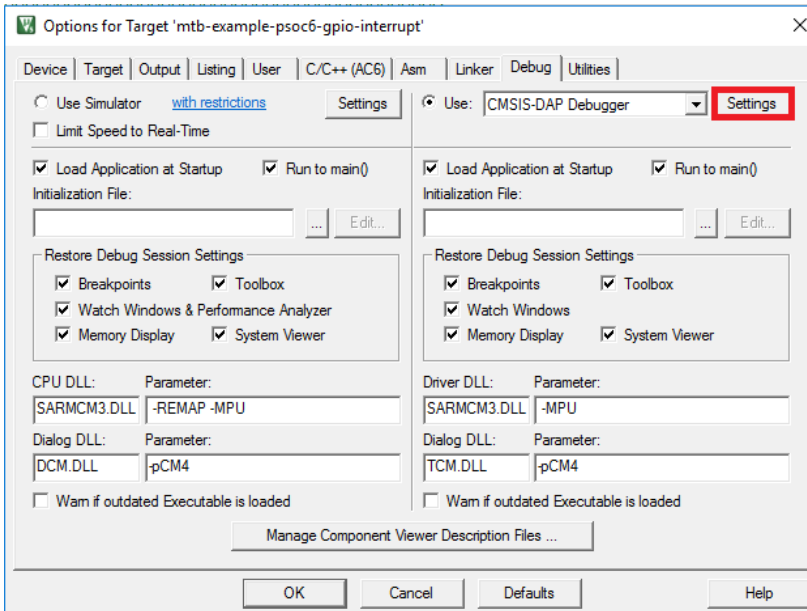 Options for Target 'mtb-example-psoc6-gpio-interrupt'
Device Target Output Listing User C/C++ (AC6) Asm Linker Debug Utilities
Use Simulator with restrictions Settings
Limit Speed to Real-Time
Use: CMSIS-DAP Debugger Settings
Load Application at Startup Run to main()
Initialization File:
... Edit...
Restore Debug Session Settings
Breakpoints Toolbox
Watch Windows & Performance Analyzer
Memory Display System Viewer
CPU DLL: Parameter:
SARMCM3.DLL -REMAP -MPU
Dialog DLL: Parameter:
DCM.DLL -pCM4
Warn if outdated Executable is loaded
Load Application at Startup Run to main()
Initialization File:
... Edit...
Restore Debug Session Settings
Breakpoints Toolbox
Watch Windows
Memory Display System Viewer
Driver DLL: Parameter:
SARMCM3.DLL -MPU
Dialog DLL: Parameter:
TCM.DLL -pCM4
Warn if outdated Executable is loaded
Manage Component Viewer Description Files ...
OK Cancel Defaults Help